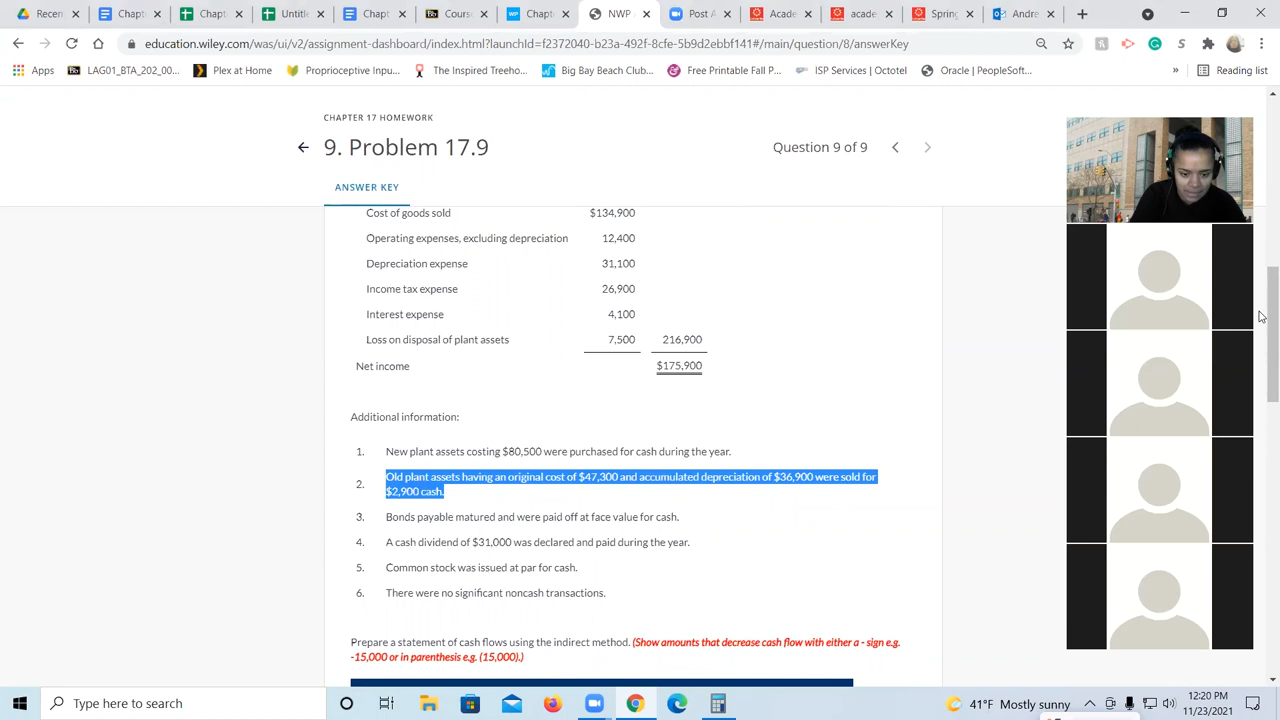 Unive
Chapt
Chapt
Chapt
Chapt
NWP
Post A
Acade
acade
Spring
Andre
education.wiley.com/was/ui/v2/assignment-dashboard/index.html?launchId=f2372040-b23a-492f-8cfe-5b9d2ebbf141#/main/question/8/answerKey
Apps
LAG01_BTA_202_00...
Plex at Home
Proprioceptive Inpu...
The Inspired Treeho...
Big Bay Beach Club...
Free Printable Fall P...
ISP Services | Octotel
Oracle | PeopleSoft...
»
Reading list
CHAPTER 17 HOMEWORK
9. Problem 17.9
Question 9 of 9
ANSWER KEY
Cost of goods sold $134,900
Operating expenses, excluding depreciation 12,400
Depreciation expense 31,100
Income tax expense 26,900
Interest expense 4,100
Loss on disposal of plant assets 7,500 216,900
Net income $175,900
Additional information:
1. New plant assets costing $80,500 were purchased for cash during the year.
2. Old plant assets having an original cost of $47,300 and accumulated depreciation of $36,900 were sold for
$2,900 cash.
3. Bonds payable matured and were paid off at face value for cash.
4. A cash dividend of $31,000 was declared and paid during the year.
5. Common stock was issued at par for cash.
6. There were no significant noncash transactions.
Prepare a statement of cash flows using the indirect method. (Show amounts that decrease cash flow with either a - sign e.g.
-15,000 or in parenthesis e.g. (15,000).)
Type here to search
41°F Mostly sunny
12:20 PM
11/23/2021